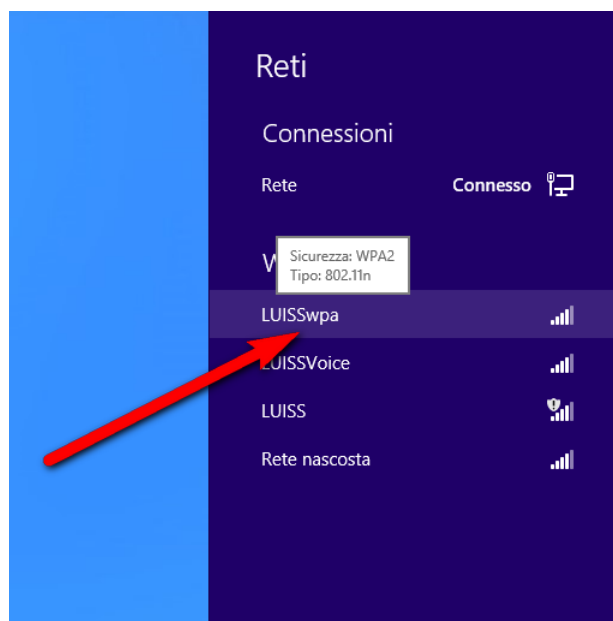 Reti
Connessioni
Rete Connesso
W
Sicurezza: WPA2
Tipo: 802.11n
LUISSwpa
LUISSVoice
LUISS
Rete nascosta